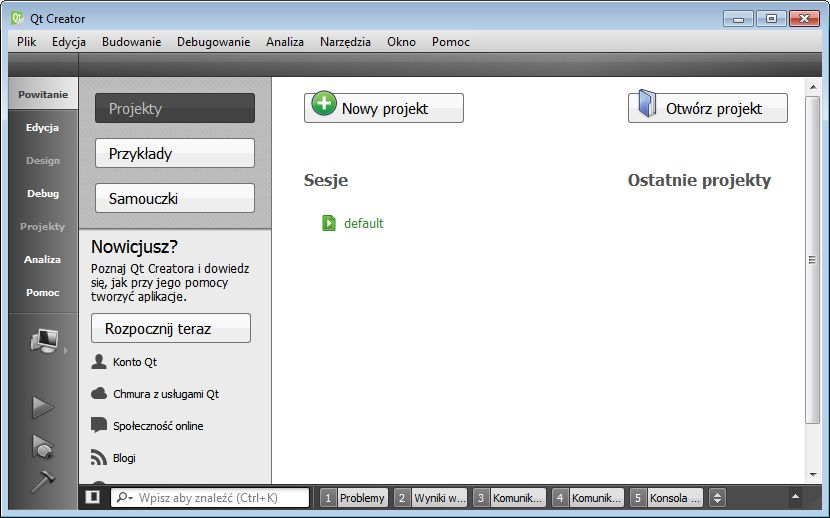 Qt Creator
Plik Edycja Budowanie Debugowanie Analiza Narzędzia Okno Pomoc
Powitanie
Edycja
Design
Debug
Projekty
Analiza
Pomoc
Projekty
Przykłady
Samouczki
Nowicjusz?
Poznaj Qt Creatora i dowiedz
się, jak przy jego pomocy
tworzyć aplikacje.
Rozpocznij teraz
Konto Qt
Chmura z usługami Qt
Społeczność online
Blogi
Nowy projekt
Otwórz projekt
Sesje
Ostatnie projekty
default
Wpisz aby znaleźć (Ctrl+K)
1 Problemy 2 Wyniki w... 3 Komunik... 4 Komunik... 5 Konsola ...